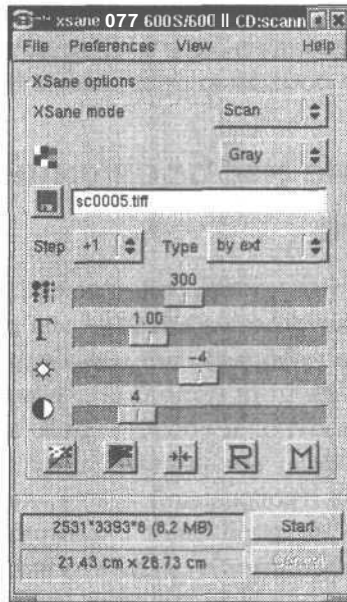 xsane 077 600S/600 II CD:scann
File Preferences View Help
XSane options
XSane mode Scan
Gray
sc0005.tiff
Step +1 Type by ext
300
Γ 1.00
-4
4
R M
2531*3393*8 (8.2 MB) Start
21.43 cm x 28.73 cm Cancel